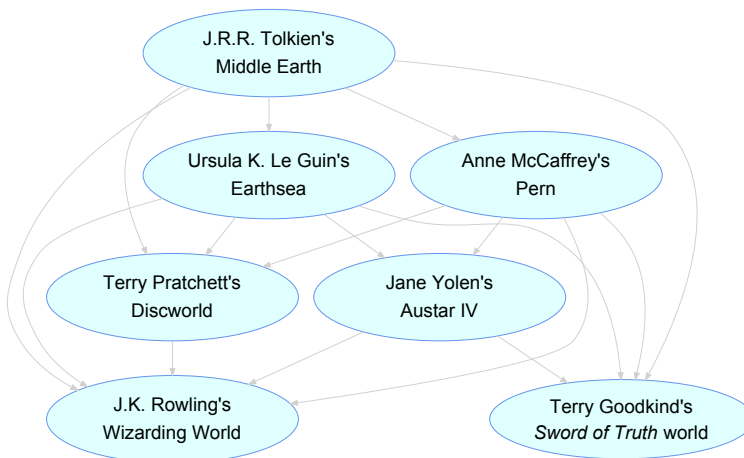 J.R.R. Tolkien's
Middle Earth
Ursula K. Le Guin's
Earthsea
Anne McCaffrey's
Pern
Terry Pratchett's
Discworld
Jane Yolen's
Austar IV
J.K. Rowling's
Wizarding World
Terry Goodkind's
Sword of Truth world